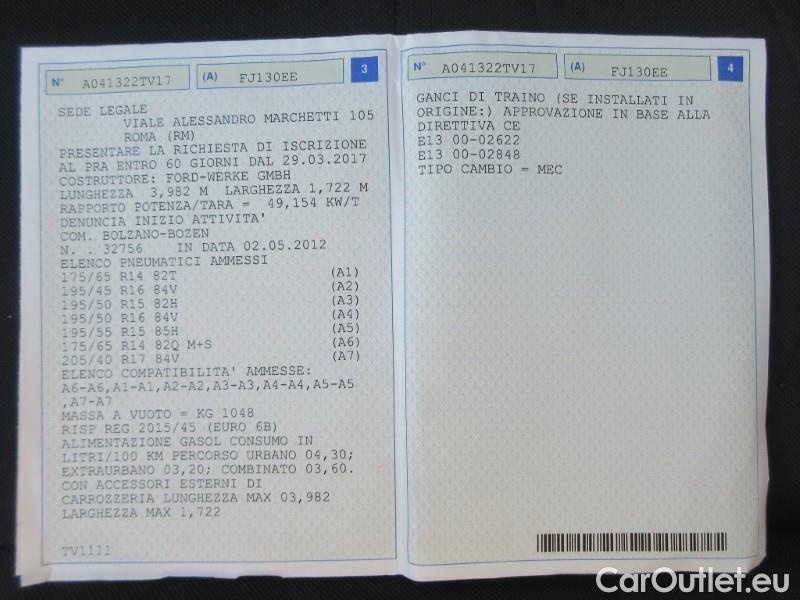 N° A041322TV17 (A) FJ130EE 3
SEDE LEGALE
VIALE ALESSANDRO MARCHETTI 105
ROMA (RM)
PRESENTARE LA RICHIESTA DI ISCRIZIONE
AL PRA ENTRO 60 GIORNI DAL 29.03.2017
COSTRUTTORE: FORD-WERKE GMBH
LUNGHEZZA 3,982 M LARGHEZZA 1,722 M
RAPPORTO POTENZA/TARA = 49,154 KW/T
DENUNCIA INIZIO ATTIVITA'
COM. BOLZANO-BOZEN
N. . 32756 IN DATA 02.05.2012
ELENCO PNEUMATICI AMMESSI
175/65 R14 82T (A1)
195/45 R16 84V (A2)
195/50 R15 82H (A3)
195/50 R16 84V (A4)
195/55 R15 85H (A5)
175/65 R14 82Q M+S (A6)
205/40 R17 84V (A7)
ELENCO COMPATIBILITA' AMMESSE:
A6-A6,A1-A1,A2-A2,A3-A3,A4-A4,A5-A5
,A7-A7
MASSA A VUOTO = KG 1048
RISP REG 2015/45 (EURO 6B)
ALIMENTAZIONE GASOL CONSUMO IN
LITRI/100 KM PERCORSO URBANO 04,30;
EXTRAURBANO 03,20; COMBINATO 03,60.
CON ACCESSORI ESTERNI DI
CARROZZERIA LUNGHEZZA MAX 03,982
LARGHEZZA MAX 1,722
TV1111
N° A041322TV17 (A) FJ130EE 4
GANCI DI TRAINO (SE INSTALLATI IN
ORIGINE:) APPROVAZIONE IN BASE ALLA
DIRETTIVA CE
E13 00-02622
E13 00-02848
TIPO CAMBIO = MEC
CarOutlet.eu